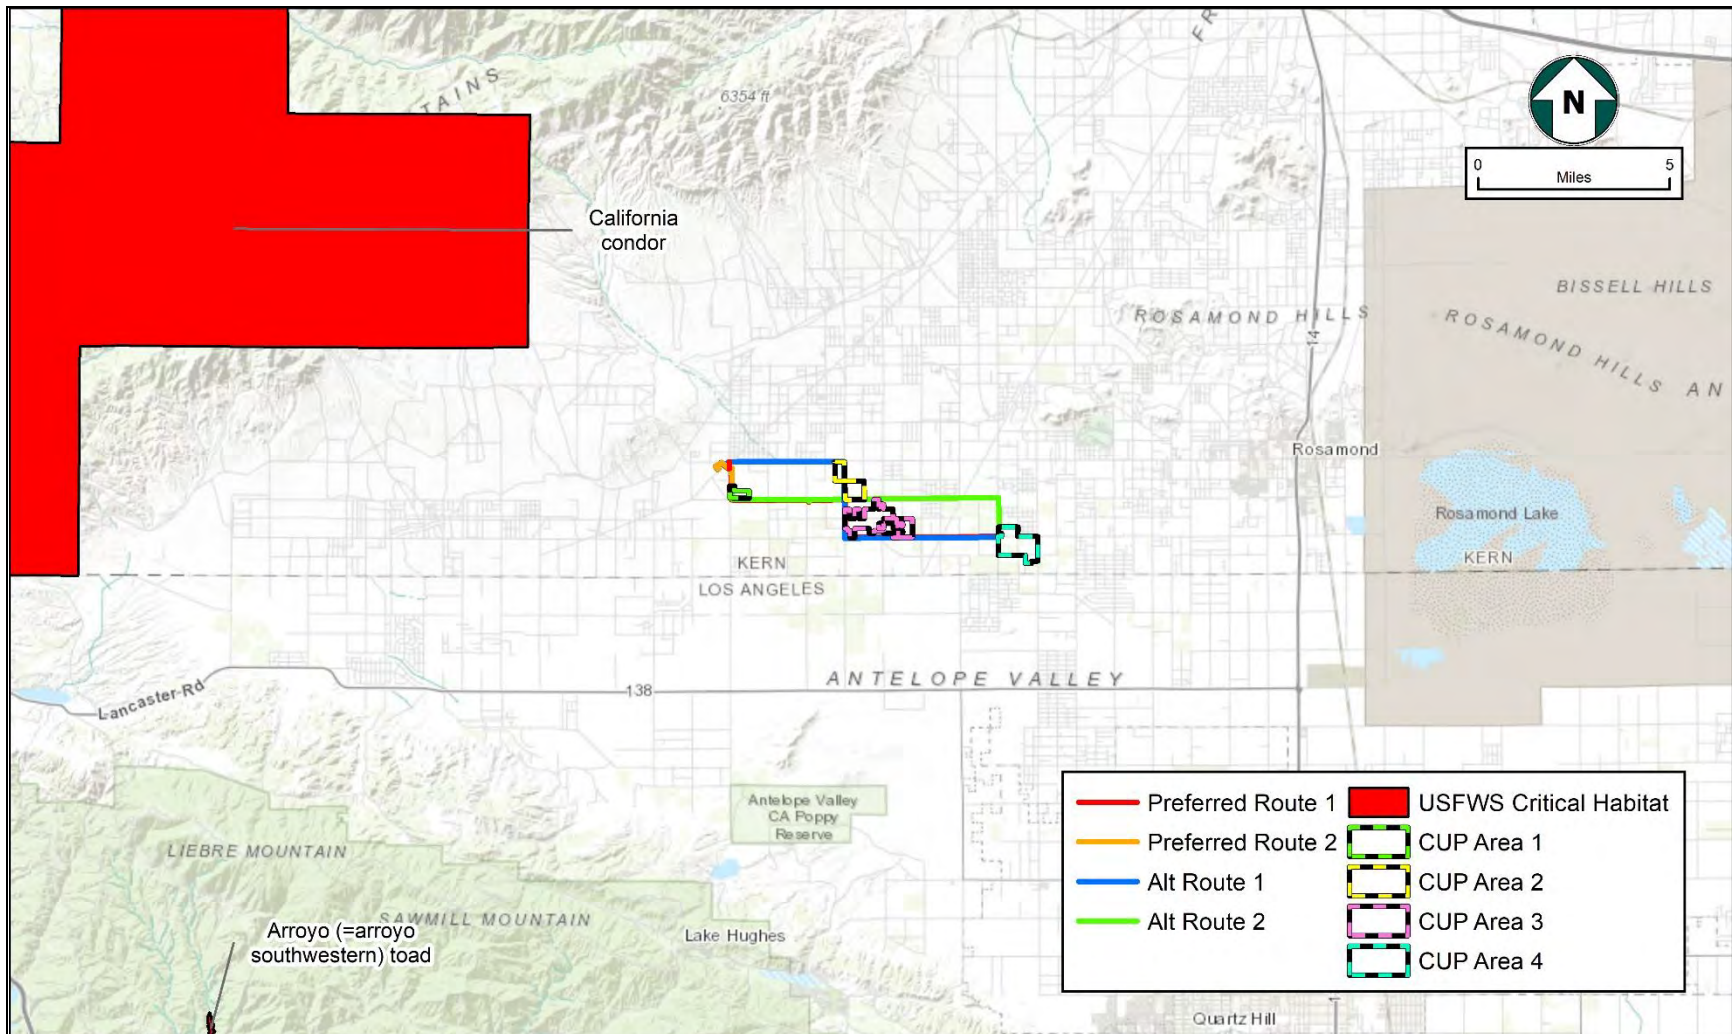 FR
TAINS
6354 ft
N
0 5
Miles
California
condor
BISSELL HILLS
ROSAMOND HILLS
ROSAMOND HILLS AN
14
Rosamond
Rosamond Lake
KERN
KERN
LOS ANGELES
ANTELOPE VALLEY
138
Lancaster Rd
Antelope Valley
CA Poppy
Reserve
LIEBRE MOUNTAIN
SAWMILL MOUNTAIN
Arroyo (=arroyo
southwestern) toad
Lake Hughes
Preferred Route 1
Preferred Route 2
Alt Route 1
Alt Route 2
USFWS Critical Habitat
CUP Area 1
CUP Area 2
CUP Area 3
CUP Area 4
Quartz Hill